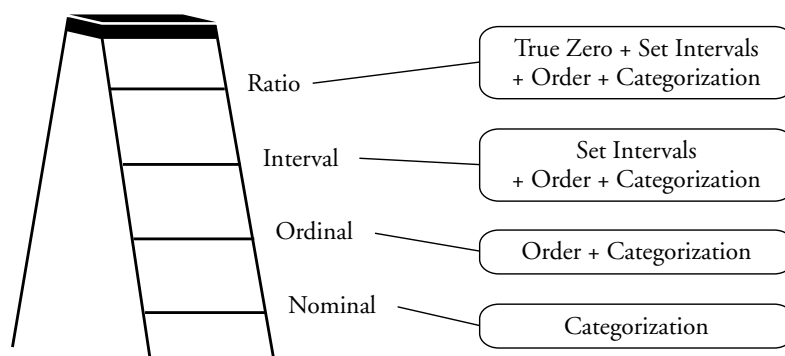 Ratio
True Zero + Set Intervals
+ Order + Categorization
Interval
Set Intervals
+ Order + Categorization
Ordinal
Order + Categorization
Nominal
Categorization